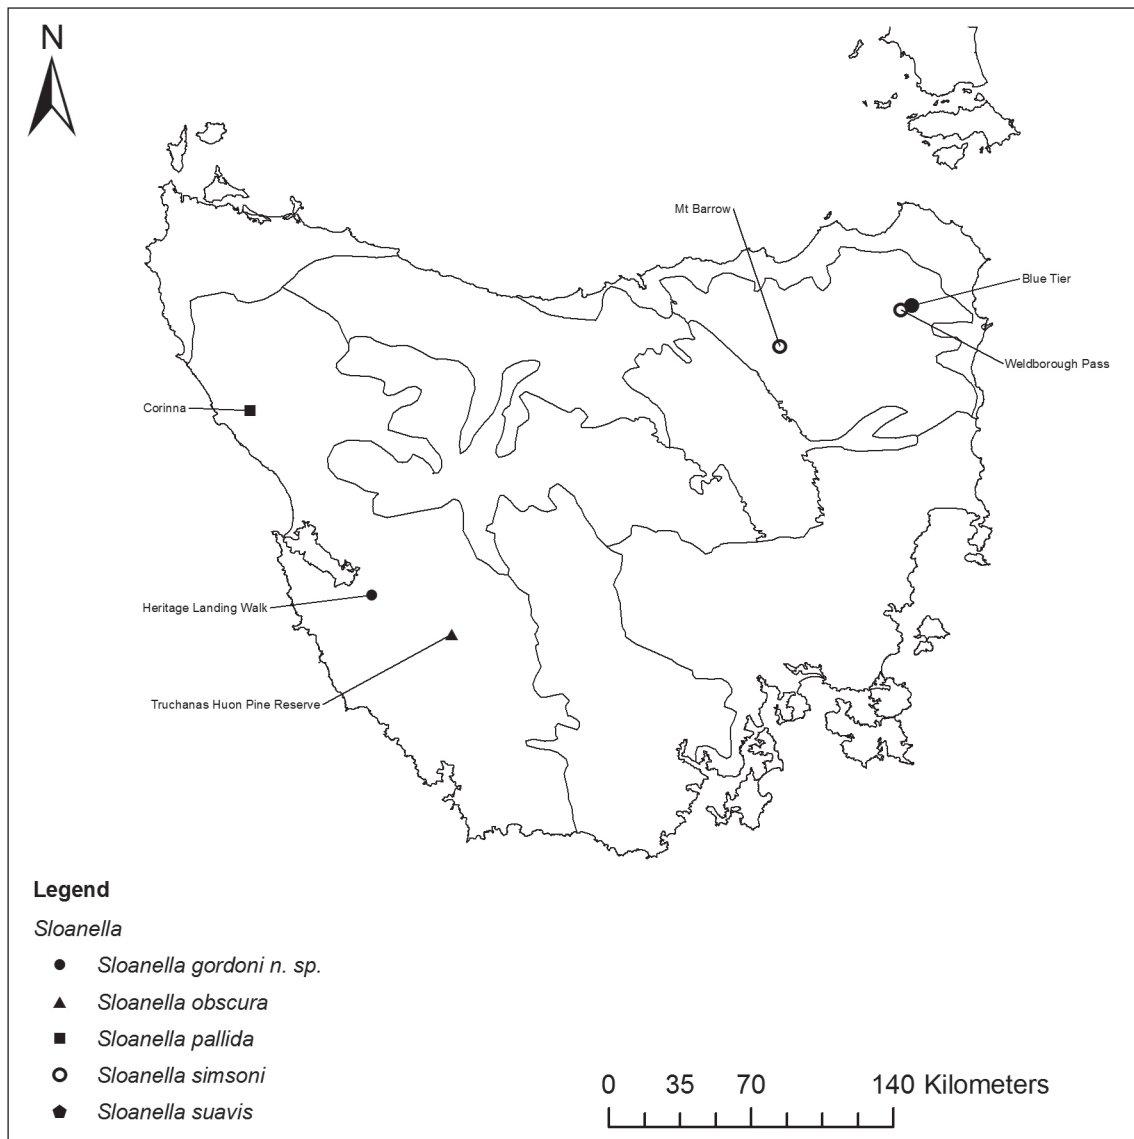 N
Mt Barrow
Blue Tier
Weldborough Pass
Corinna
Heritage Landing Walk
Truchanas Huon Pine Reserve
Legend
Sloanella
Sloanella gordoni n. sp.
Sloanella obscura
Sloanella pallida
Sloanella simsoni
Sloanella suavis
0 35 70 140 Kilometers